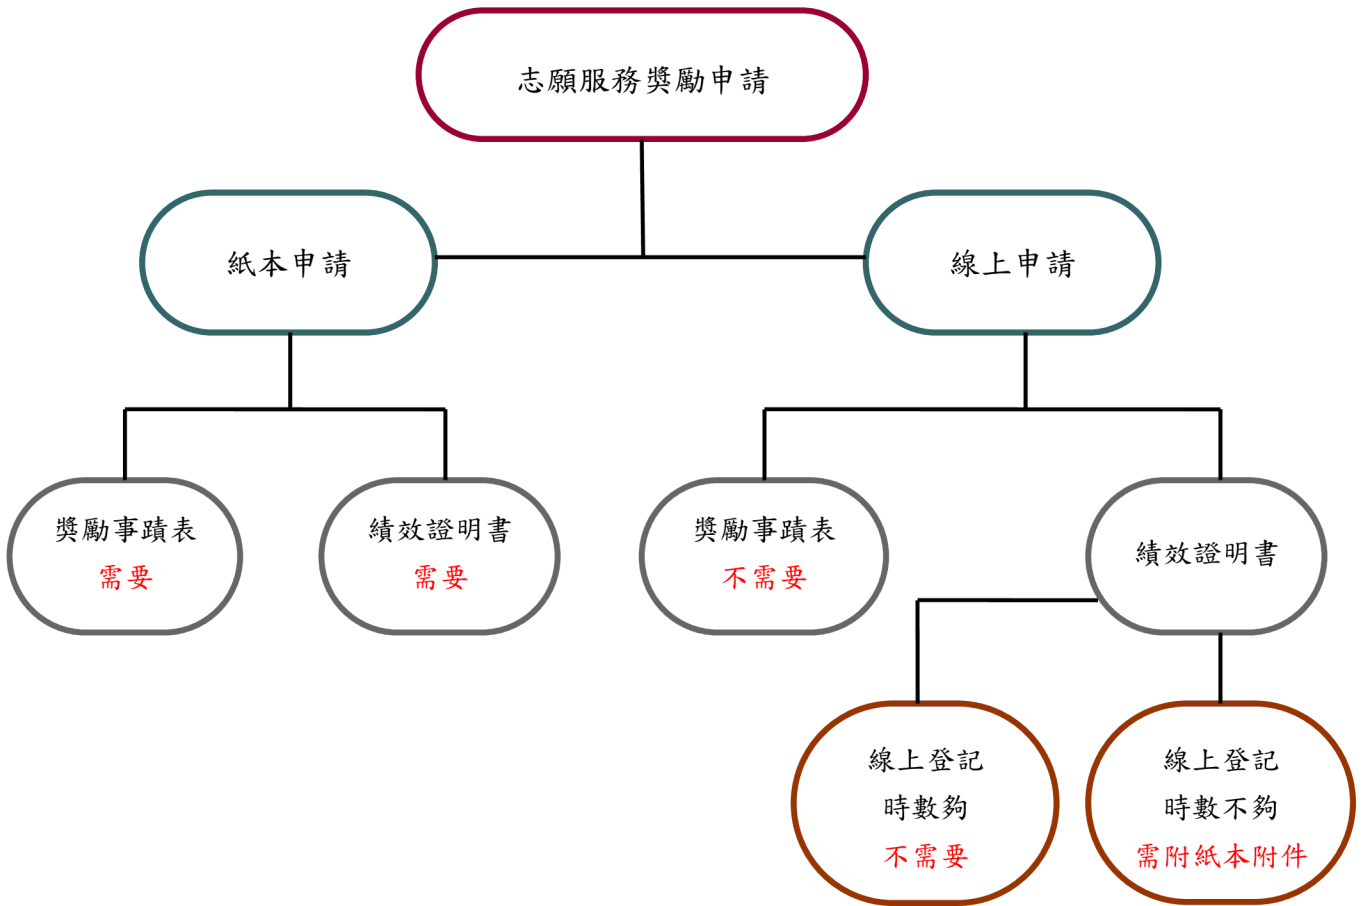 志願服務獎勵申請
紙本申請
線上申請
獎勵事蹟表
需要
績效證明書
需要
獎勵事蹟表
不需要
績效證明書
線上登記
時數夠
不需要
線上登記
時數不夠
需附紙本附件